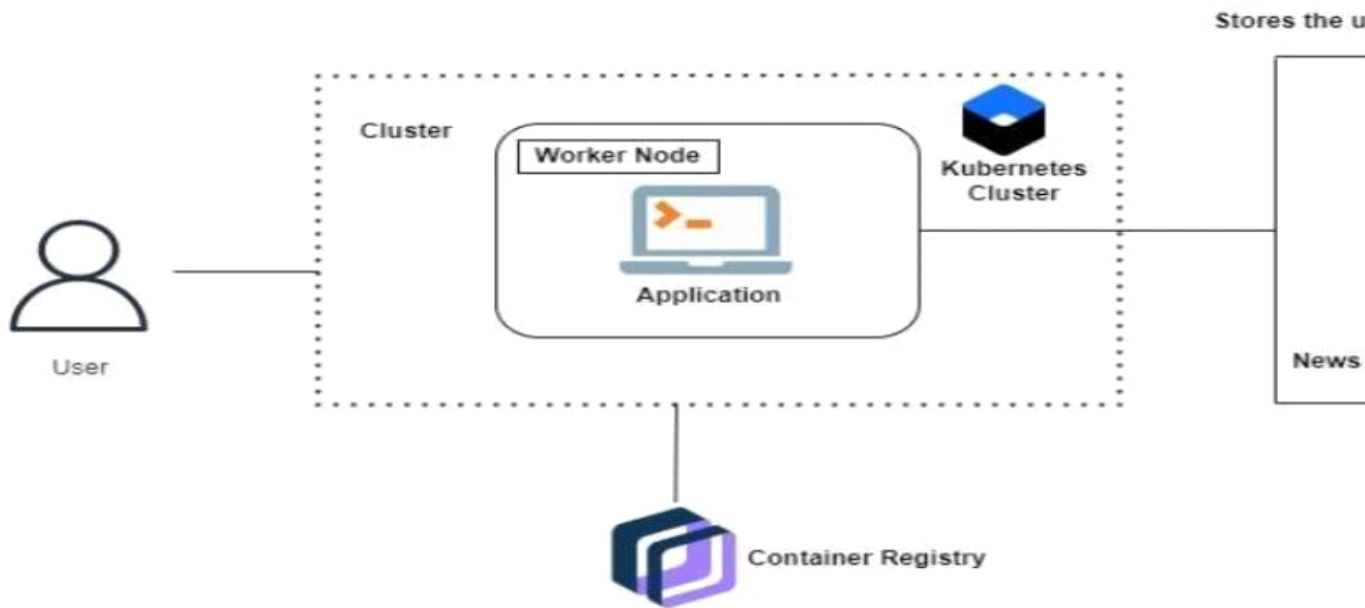 Stores the u
Cluster
Worker Node
Kubernetes
Cluster
Application
User
News
Container Registry